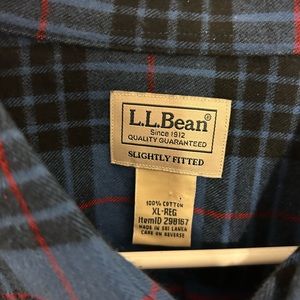 L.L.Bean®
Since 1912
QUALITY GUARANTEED
SLIGHTLY FITTED
100% COTTON
XL-REG
ItemID 298167
MADE IN SRI LANKA
CARE ON REVERSE